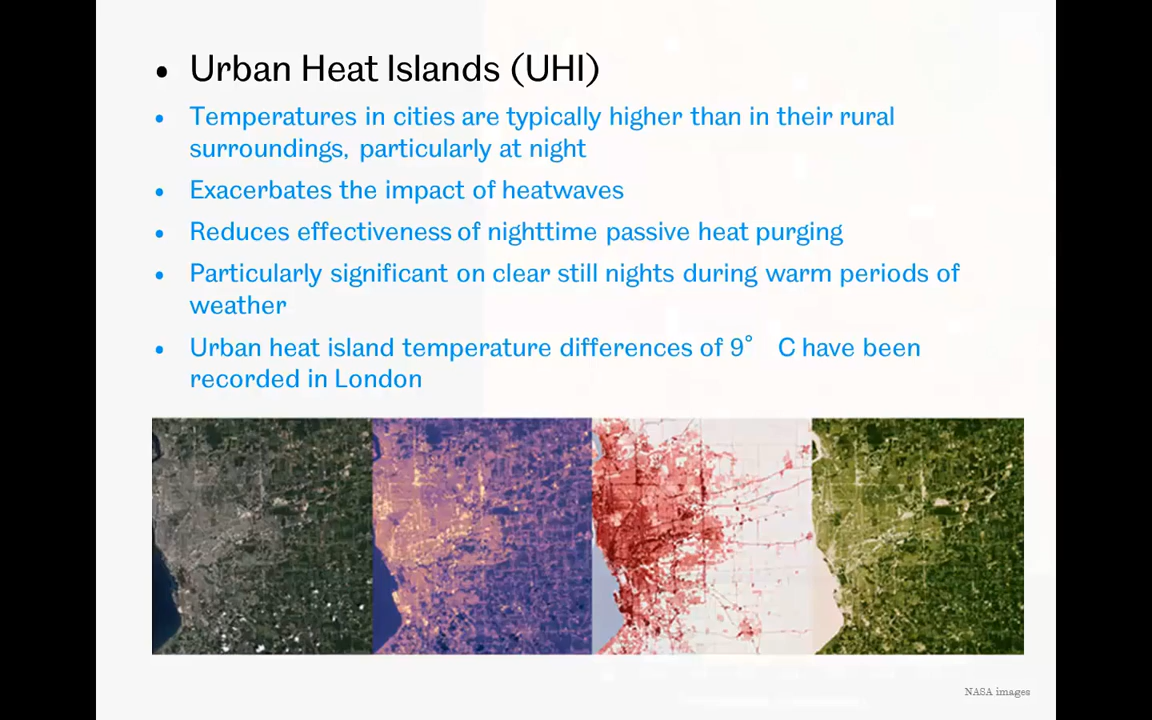 • Urban Heat Islands (UHI)
• Temperatures in cities are typically higher than in their rural
surroundings, particularly at night
• Exacerbates the impact of heatwaves
• Reduces effectiveness of nighttime passive heat purging
• Particularly significant on clear still nights during warm periods of
weather
• Urban heat island temperature differences of 9° C have been
recorded in London
NASA images